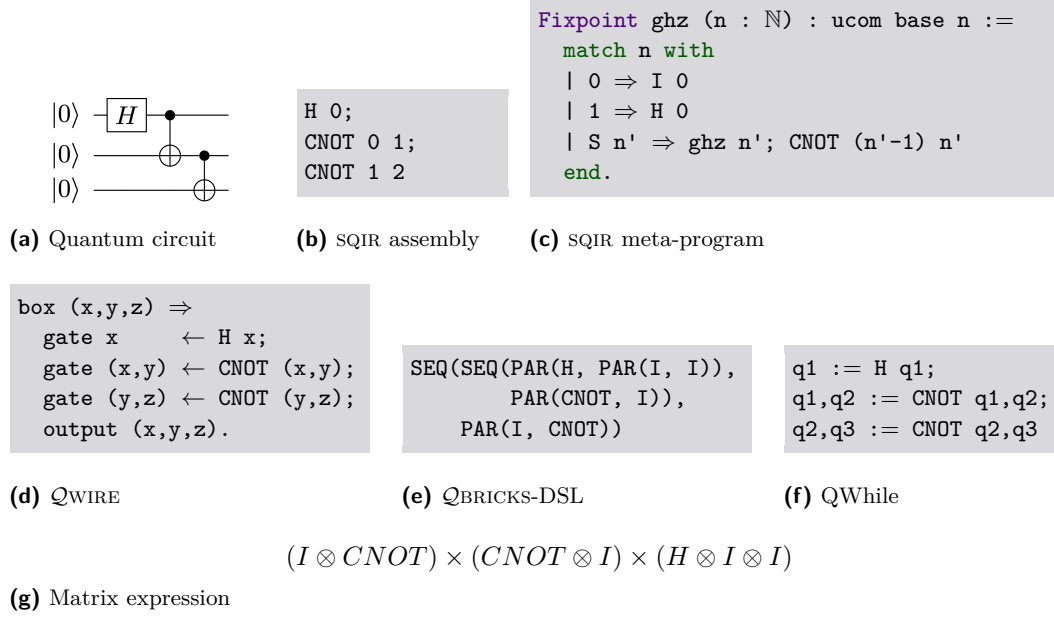 |0⟩ H
|0⟩
|0⟩
(a) Quantum circuit
H 0;
CNOT 0 1;
CNOT 1 2
(b) SQIR assembly
Fixpoint ghz (n : ℕ) : ucom base n :=
match n with
| 0 ⇒ I 0
| 1 ⇒ H 0
| S n' ⇒ ghz n'; CNOT (n'-1) n'
end.
(c) SQIR meta-program
box (x,y,z) ⇒
gate x ← H x;
gate (x,y) ← CNOT (x,y);
gate (y,z) ← CNOT (y,z);
output (x,y,z).
(d) 𝒬WIRE
SEQ(SEQ(PAR(H, PAR(I, I)),
PAR(CNOT, I)),
PAR(I, CNOT))
(e) 𝒬BRICKS-DSL
q1 := H q1;
q1,q2 := CNOT q1,q2;
q2,q3 := CNOT q2,q3
(f) QWhile
(I ⊗ CNOT) × (CNOT ⊗ I) × (H ⊗ I ⊗ I)
(g) Matrix expression